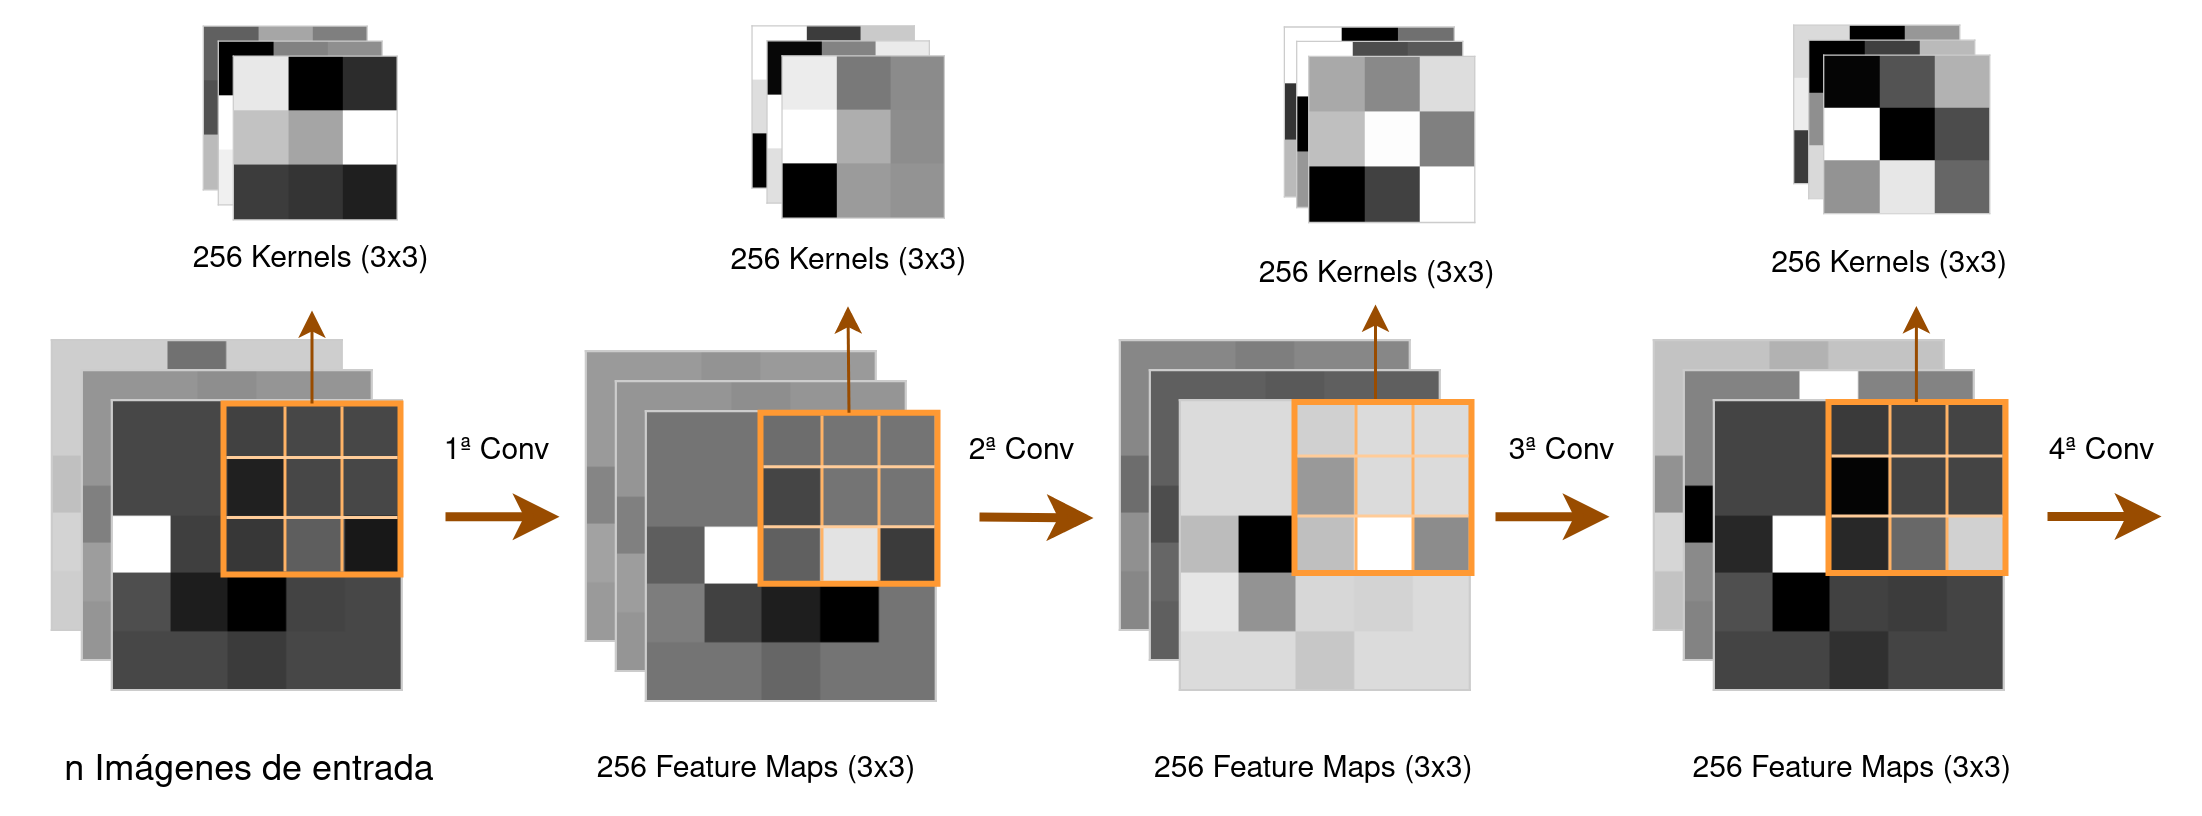 256 Kernels (3x3)
256 Kernels (3x3)
256 Kernels (3x3)
256 Kernels (3x3)
1ª Conv
2ª Conv
3ª Conv
4ª Conv
n Imágenes de entrada
256 Feature Maps (3x3)
256 Feature Maps (3x3)
256 Feature Maps (3x3)